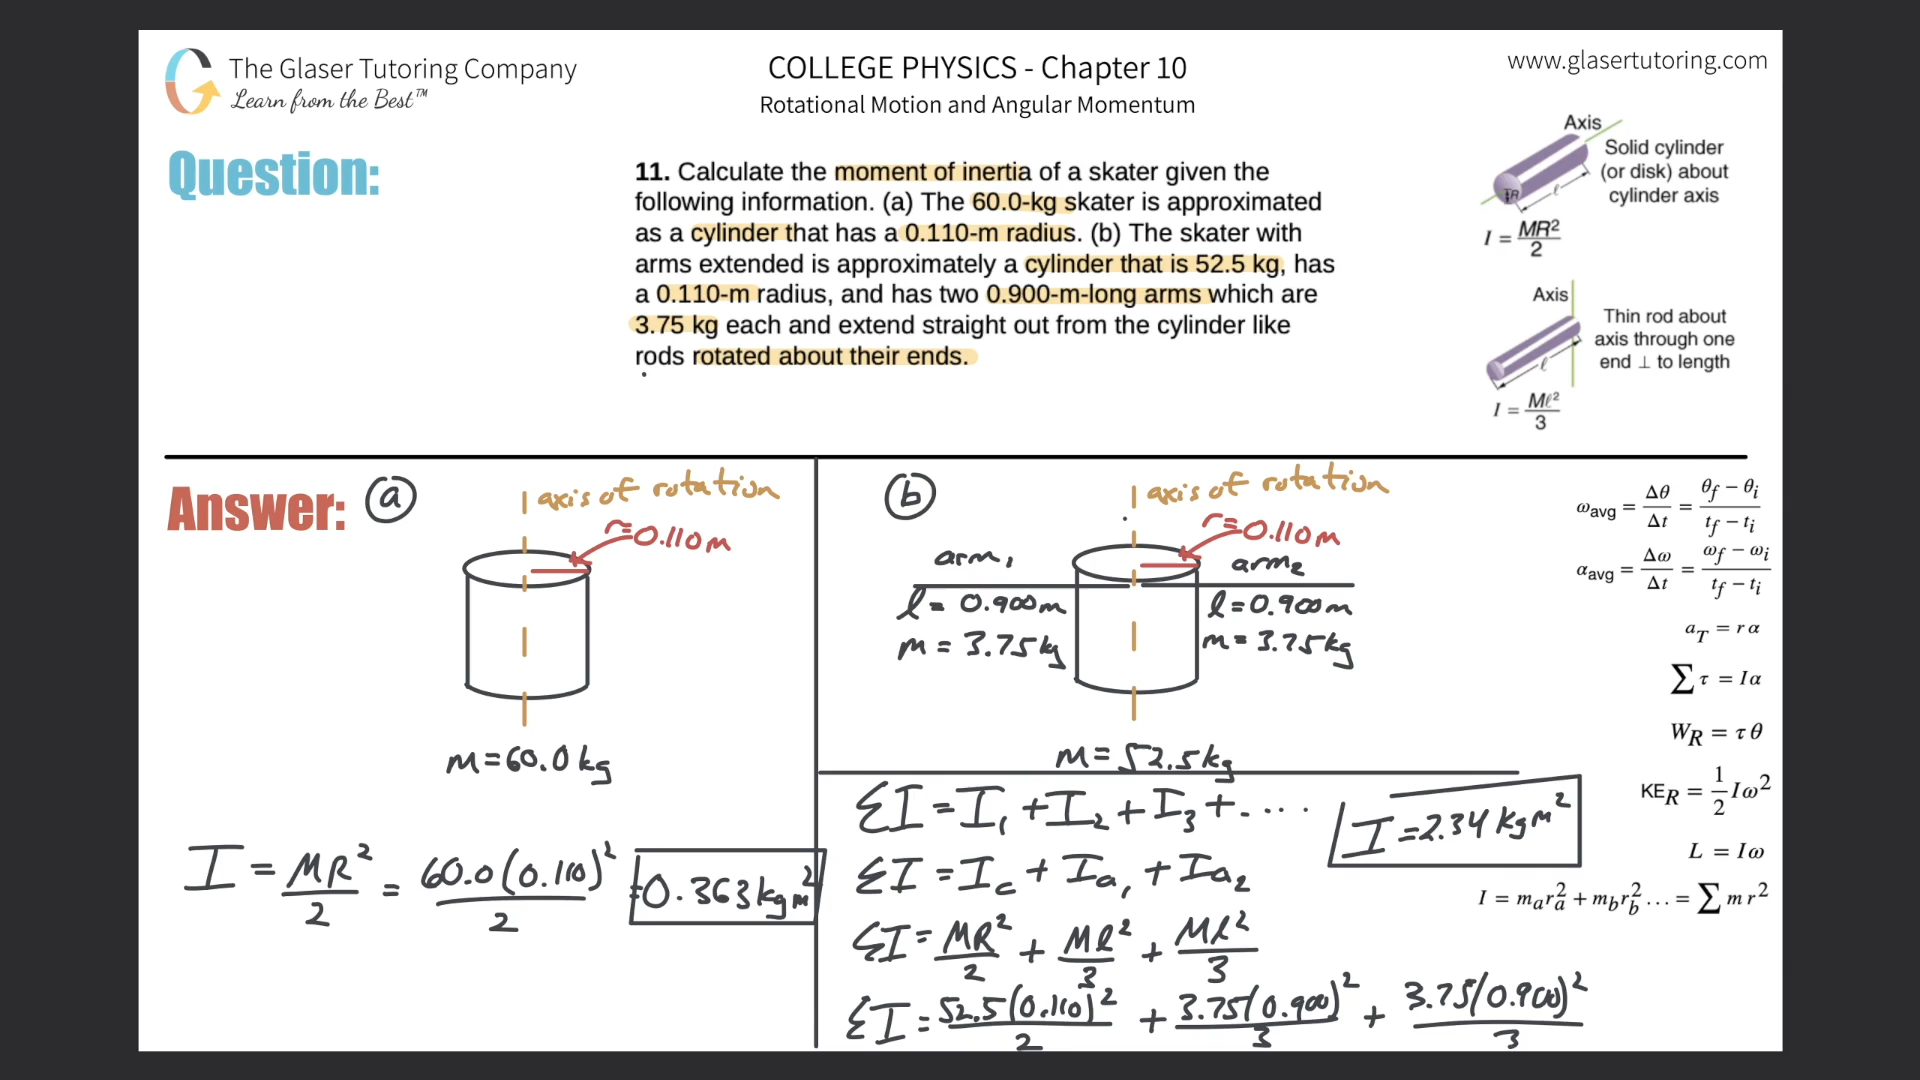 The Glaser Tutoring Company
Learn from the Best™
COLLEGE PHYSICS - Chapter 10
Rotational Motion and Angular Momentum
www.glasertutoring.com
Question:
11. Calculate the moment of inertia of a skater given the
following information. (a) The 60.0-kg skater is approximated
as a cylinder that has a 0.110-m radius. (b) The skater with
arms extended is approximately a cylinder that is 52.5 kg, has
a 0.110-m radius, and has two 0.900-m-long arms which are
3.75 kg each and extend straight out from the cylinder like
rods rotated about their ends.
Axis
Solid cylinder
(or disk) about
cylinder axis
R
ℓ
I = MR²/2
Axis
Thin rod about
axis through one
end ⊥ to length
ℓ
I = Mℓ²/3
Answer:
a
axis of rotation
r=0.110m
m=60.0 kg
I = MR²/2 = 60.0(0.110)²/2 = 0.363 kgm²
b
axis of rotation
r=0.110m
arm₁
arm₂
l= 0.900m
l=0.900m
m = 3.75kg
m=3.75kg
m=52.5kg
ΣI = I₁ + I₂ + I₃ + ....
I = 2.34 kgm²
ΣI = Ic + Ia₁ + Ia₂
ΣI = MR²/2 + Ml²/3 + Ml²/3
ΣI = 52.5(0.110)²/2 + 3.75(0.900)²/3 + 3.75(0.900)²/3
ωavg = Δθ/Δt = θf − θi/tf − ti
αavg = Δω/Δt = ωf − ωi/tf − ti
aT = rα
∑τ = Iα
WR = τθ
KER = 1/2 Iω²
L = Iω
I = mara² + mbrb² ... = ∑mr²